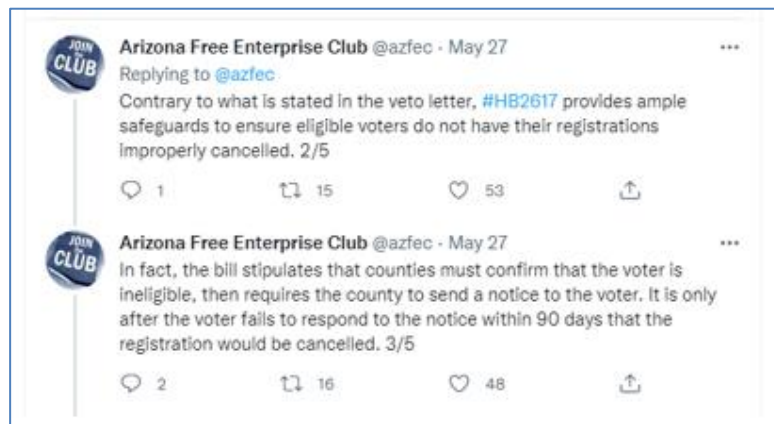 JOIN
CLUB
Arizona Free Enterprise Club @azfec · May 27
Replying to @azfec
Contrary to what is stated in the veto letter, #HB2617 provides ample
safeguards to ensure eligible voters do not have their registrations
improperly cancelled. 2/5
1 15 53
JOIN
CLUB
Arizona Free Enterprise Club @azfec · May 27
In fact, the bill stipulates that counties must confirm that the voter is
ineligible, then requires the county to send a notice to the voter. It is only
after the voter fails to respond to the notice within 90 days that the
registration would be cancelled. 3/5
2 16 48